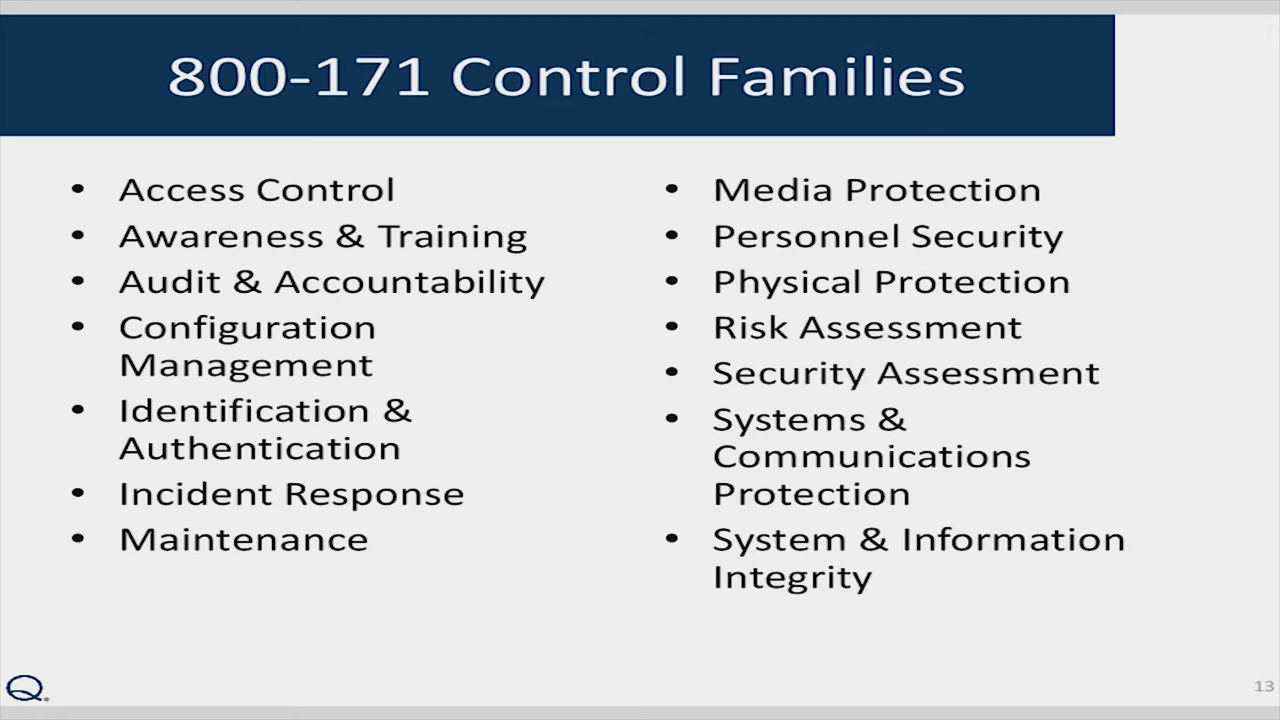 800-171 Control Families
• Access Control
• Awareness & Training
• Audit & Accountability
• Configuration
Management
• Identification &
Authentication
• Incident Response
• Maintenance
• Media Protection
• Personnel Security
• Physical Protection
• Risk Assessment
• Security Assessment
• Systems &
Communications
Protection
• System & Information
Integrity
Q
13